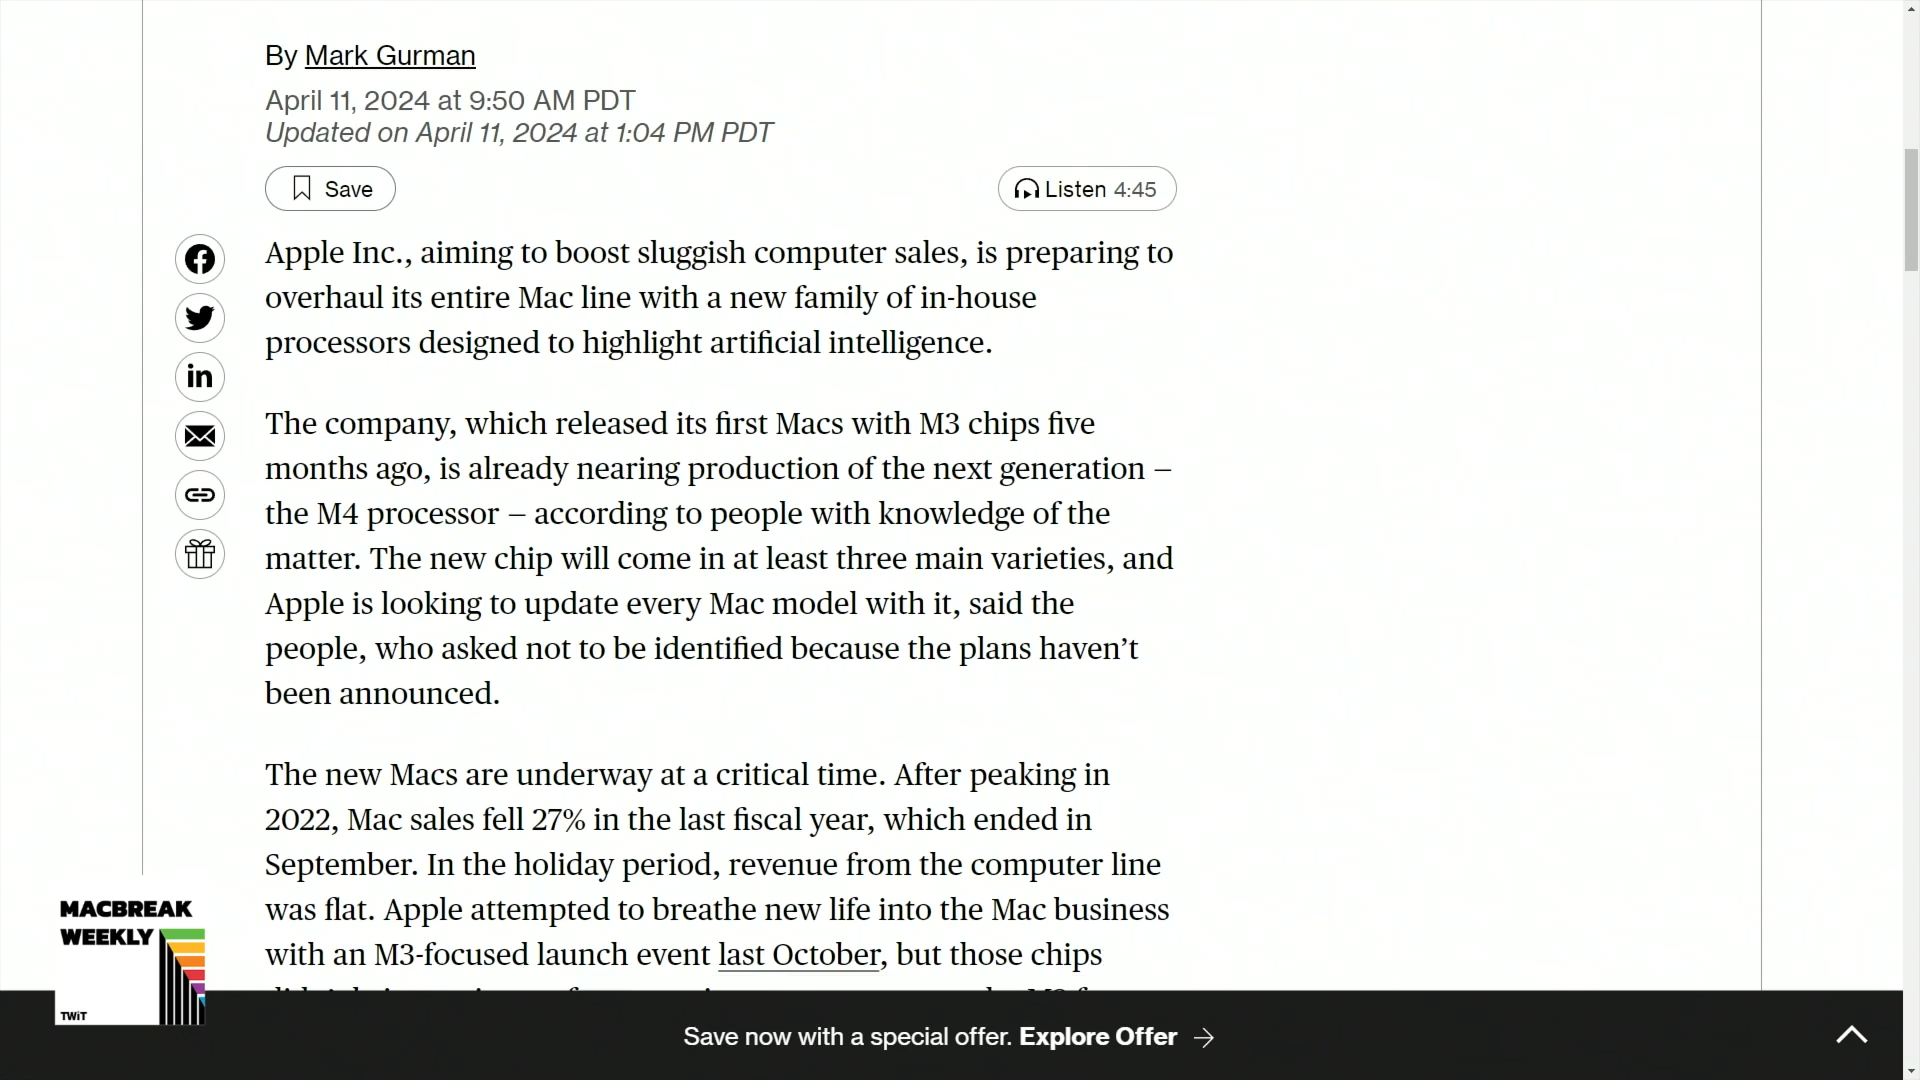 By Mark Gurman
April 11, 2024 at 9:50 AM PDT
Updated on April 11, 2024 at 1:04 PM PDT
Save
Listen 4:45
Apple Inc., aiming to boost sluggish computer sales, is preparing to
overhaul its entire Mac line with a new family of in-house
processors designed to highlight artificial intelligence.
The company, which released its first Macs with M3 chips five
months ago, is already nearing production of the next generation –
the M4 processor – according to people with knowledge of the
matter. The new chip will come in at least three main varieties, and
Apple is looking to update every Mac model with it, said the
people, who asked not to be identified because the plans haven’t
been announced.
The new Macs are underway at a critical time. After peaking in
2022, Mac sales fell 27% in the last fiscal year, which ended in
September. In the holiday period, revenue from the computer line
was flat. Apple attempted to breathe new life into the Mac business
with an M3-focused launch event last October, but those chips
MACBREAK
WEEKLY
TWiT
Save now with a special offer. Explore Offer →